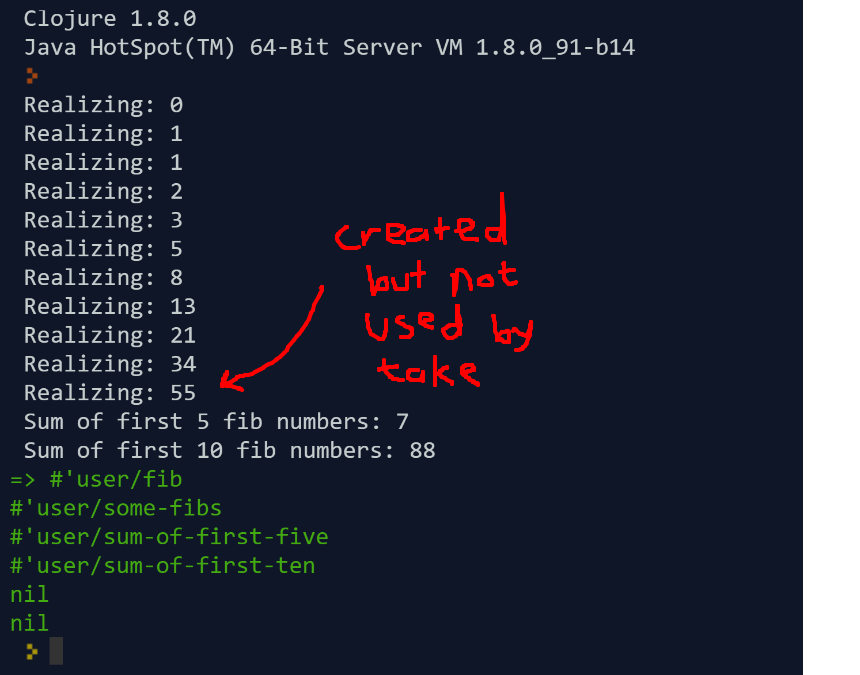 Clojure 1.8.0
Java HotSpot(TM) 64-Bit Server VM 1.8.0_91-b14
Realizing: 0
Realizing: 1
Realizing: 1
Realizing: 2
Realizing: 3
Realizing: 5
Realizing: 8
Realizing: 13
Realizing: 21
Realizing: 34
Realizing: 55
created
but not
used by
take
Sum of first 5 fib numbers: 7
Sum of first 10 fib numbers: 88
=> #'user/fib
#'user/some-fibs
#'user/sum-of-first-five
#'user/sum-of-first-ten
nil
nil